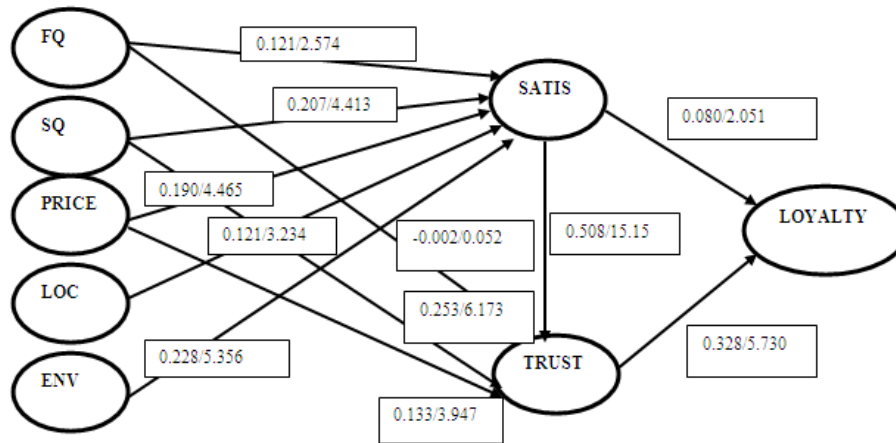 FQ
0.121/2.574
SATIS
SQ
0.207/4.413
0.080/2.051
0.190/4.465
PRICE
LOYALTY
0.121/3.234
-0.002/0.052
0.508/15.15
LOC
0.253/6.173
0.228/5.356
0.328/5.730
TRUST
ENV
0.133/3.947